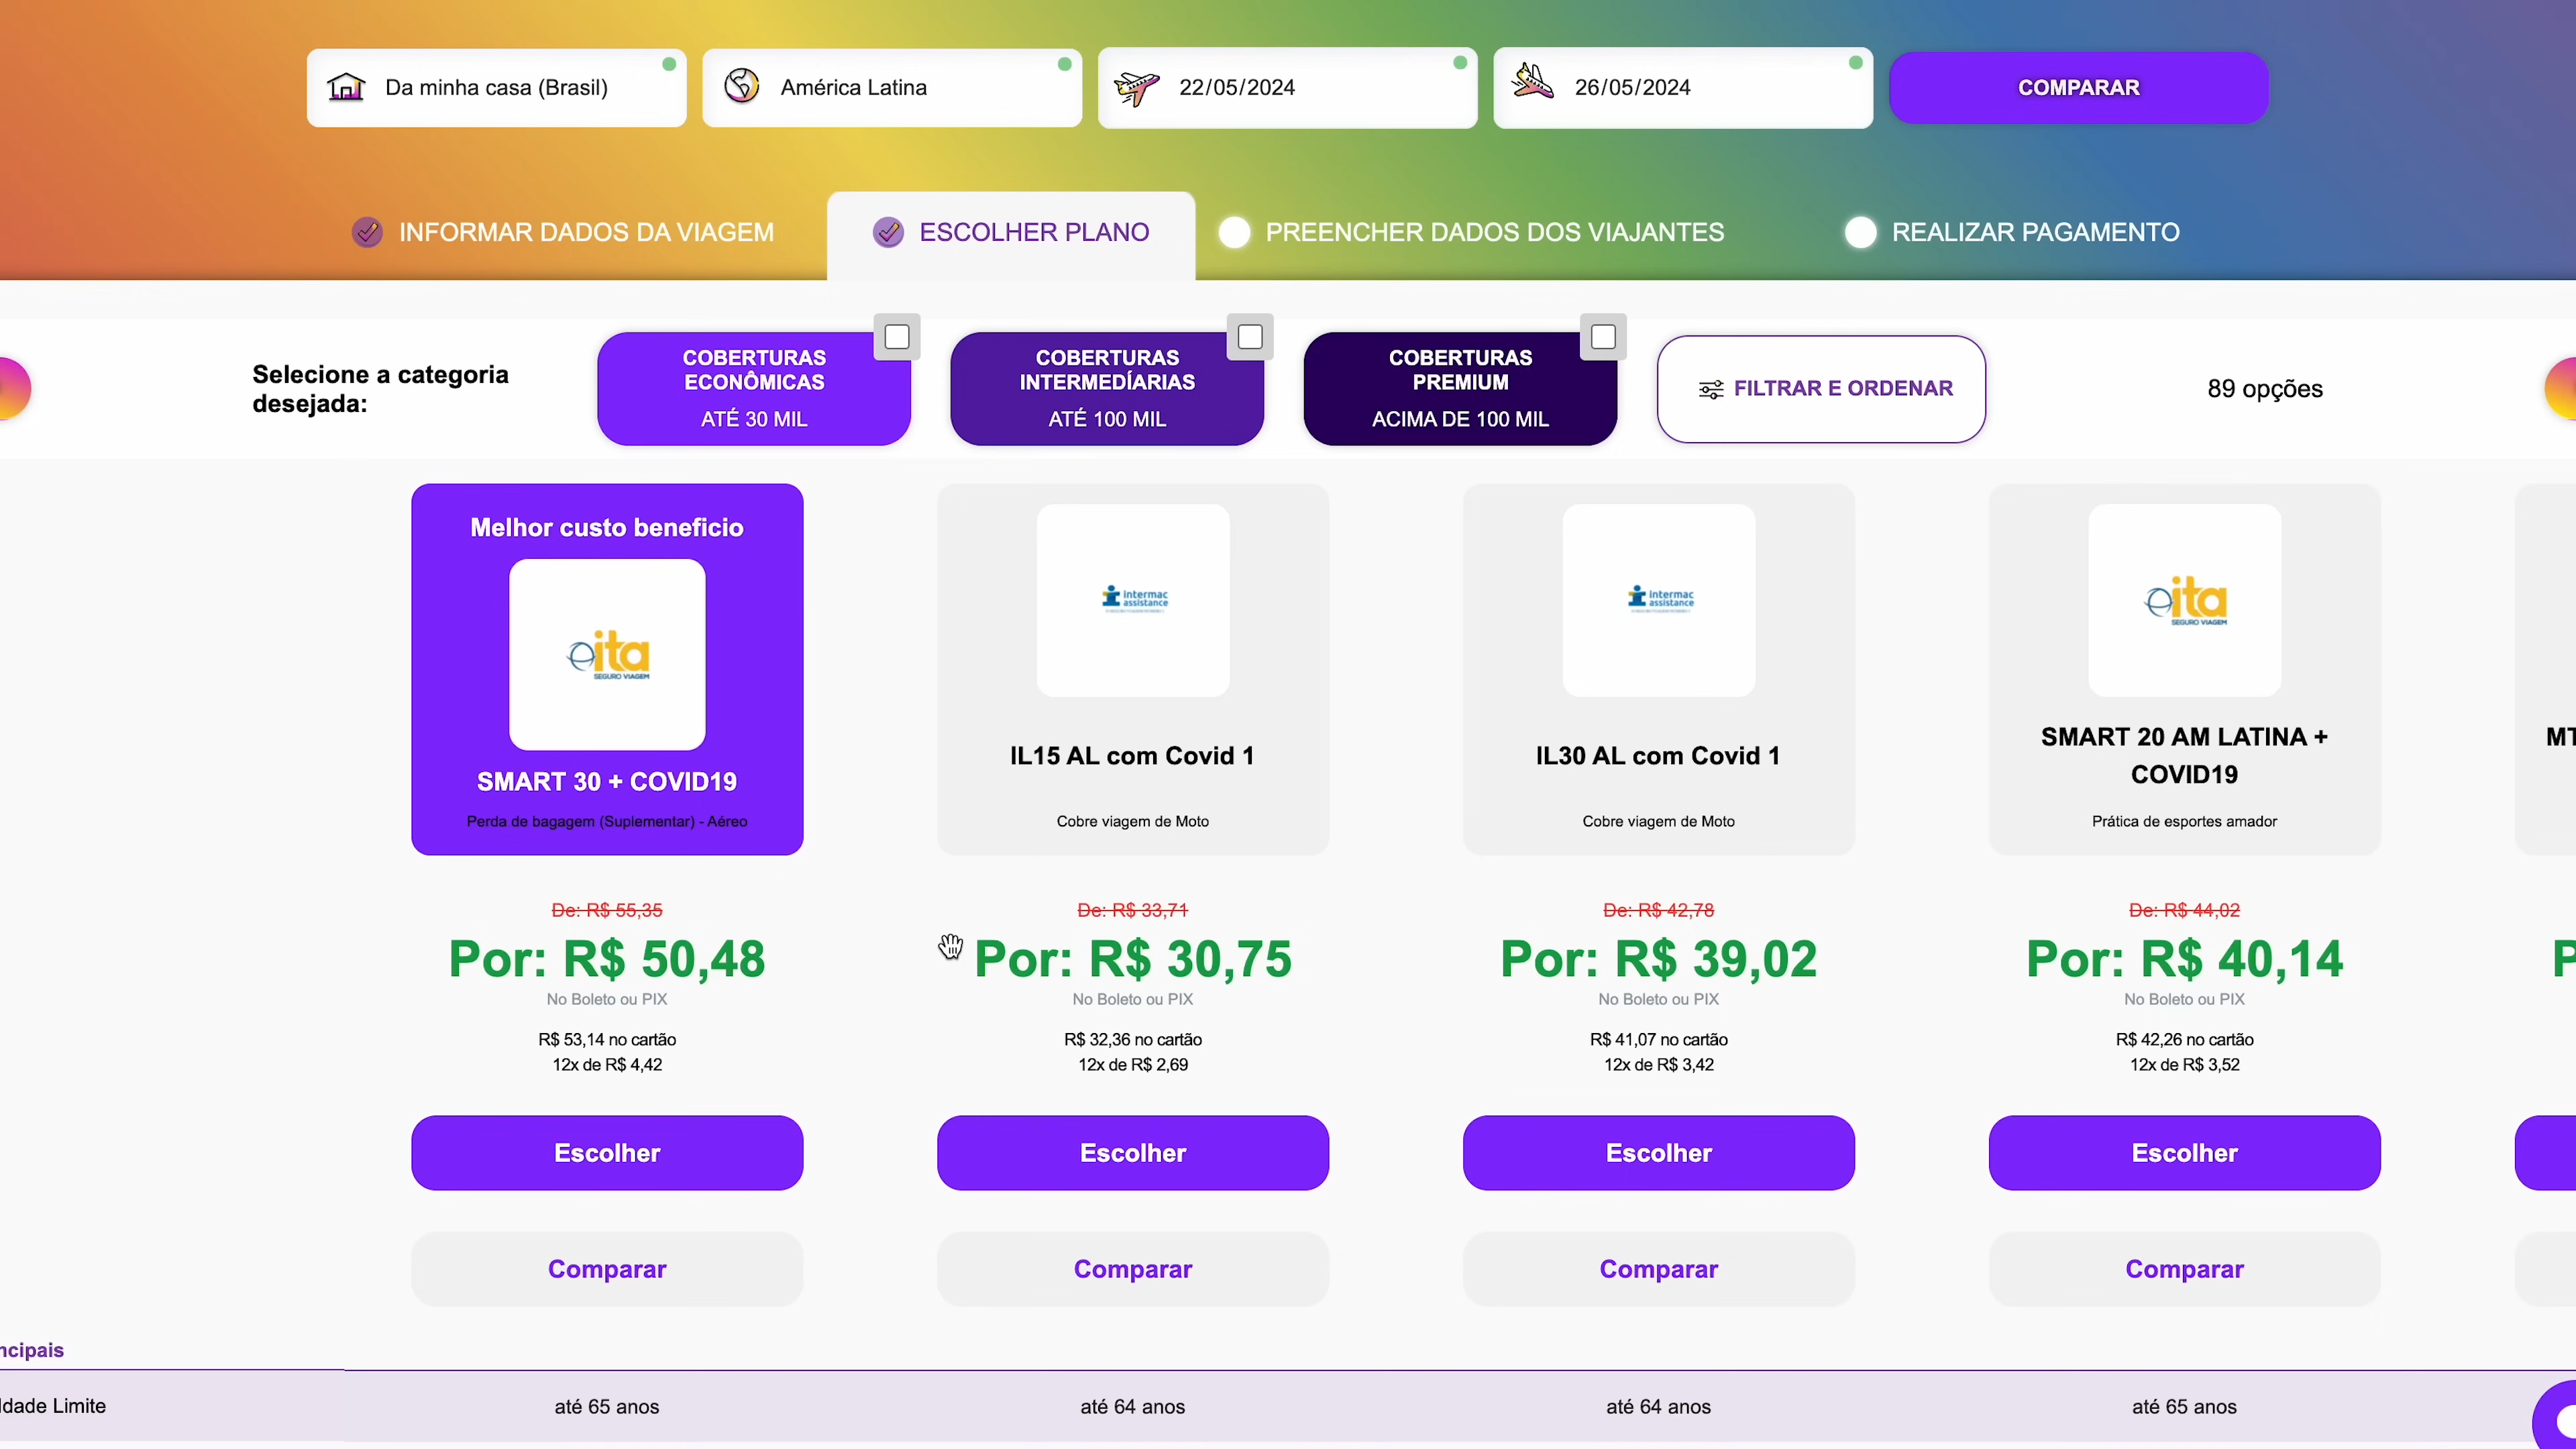 Da minha casa (Brasil)
América Latina
22/05/2024
26/05/2024
COMPARAR
INFORMAR DADOS DA VIAGEM
ESCOLHER PLANO
PREENCHER DADOS DOS VIAJANTES
REALIZAR PAGAMENTO
Selecione a categoria
desejada:
COBERTURAS
ECONÔMICAS
ATÉ 30 MIL
COBERTURAS
INTERMEDÍARIAS
ATÉ 100 MIL
COBERTURAS
PREMIUM
ACIMA DE 100 MIL
FILTRAR E ORDENAR
89 opções
Melhor custo beneficio
eita
SEGURO VIAGEM
SMART 30 + COVID19
Perda de bagagem (Suplementar) - Aéreo
De: R$ 55,35
Por: R$ 50,48
No Boleto ou PIX
R$ 53,14 no cartão
12x de R$ 4,42
Escolher
Comparar
intermac
assistance
IL15 AL com Covid 1
Cobre viagem de Moto
De: R$ 33,71
Por: R$ 30,75
No Boleto ou PIX
R$ 32,36 no cartão
12x de R$ 2,69
Escolher
Comparar
intermac
assistance
IL30 AL com Covid 1
Cobre viagem de Moto
De: R$ 42,78
Por: R$ 39,02
No Boleto ou PIX
R$ 41,07 no cartão
12x de R$ 3,42
Escolher
Comparar
eita
SEGURO VIAGEM
SMART 20 AM LATINA +
COVID19
Prática de esportes amador
De: R$ 44,02
Por: R$ 40,14
No Boleto ou PIX
R$ 42,26 no cartão
12x de R$ 3,52
Escolher
Comparar
MT
P
ncipais
Idade Limite
até 65 anos
até 64 anos
até 64 anos
até 65 anos